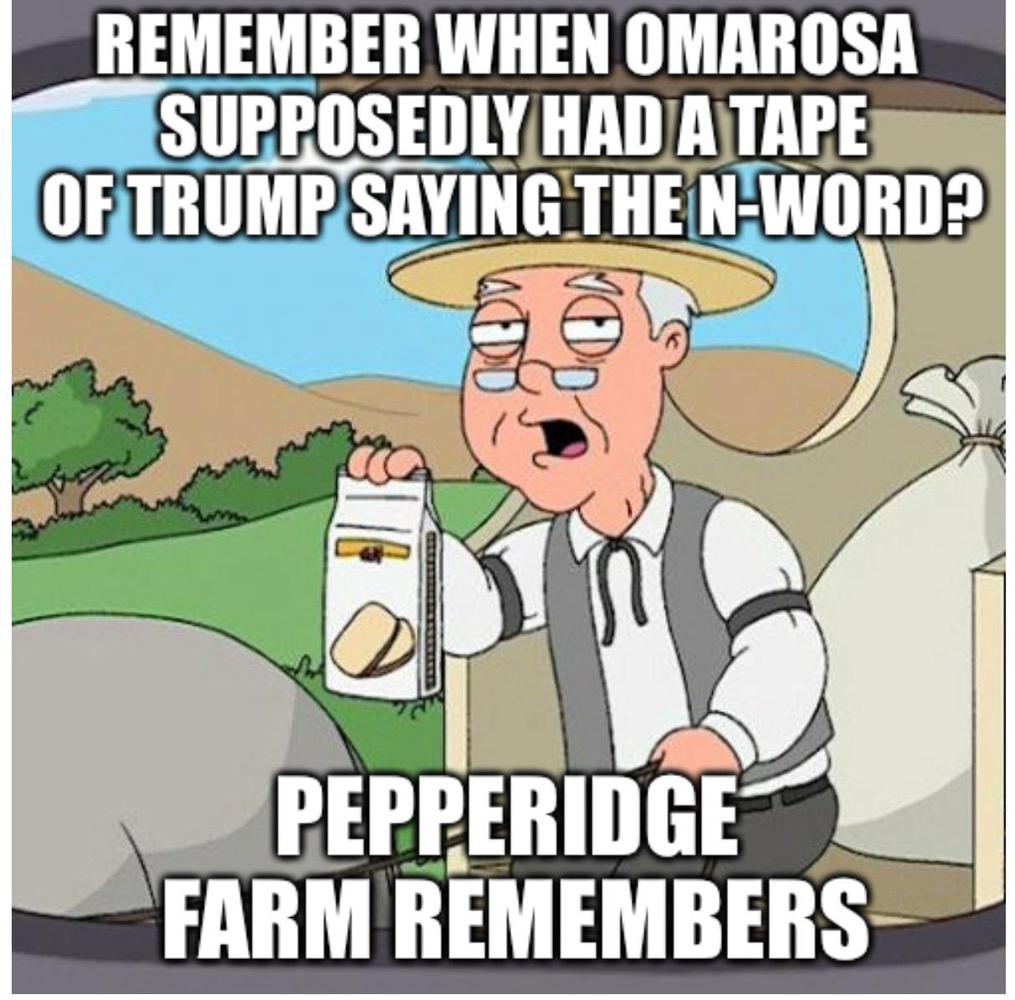 REMEMBER WHEN OMAROSA
SUPPOSEDLY HAD A TAPE
OF TRUMP SAYING THE N-WORD?
PEPPERIDGE
FARM REMEMBERS